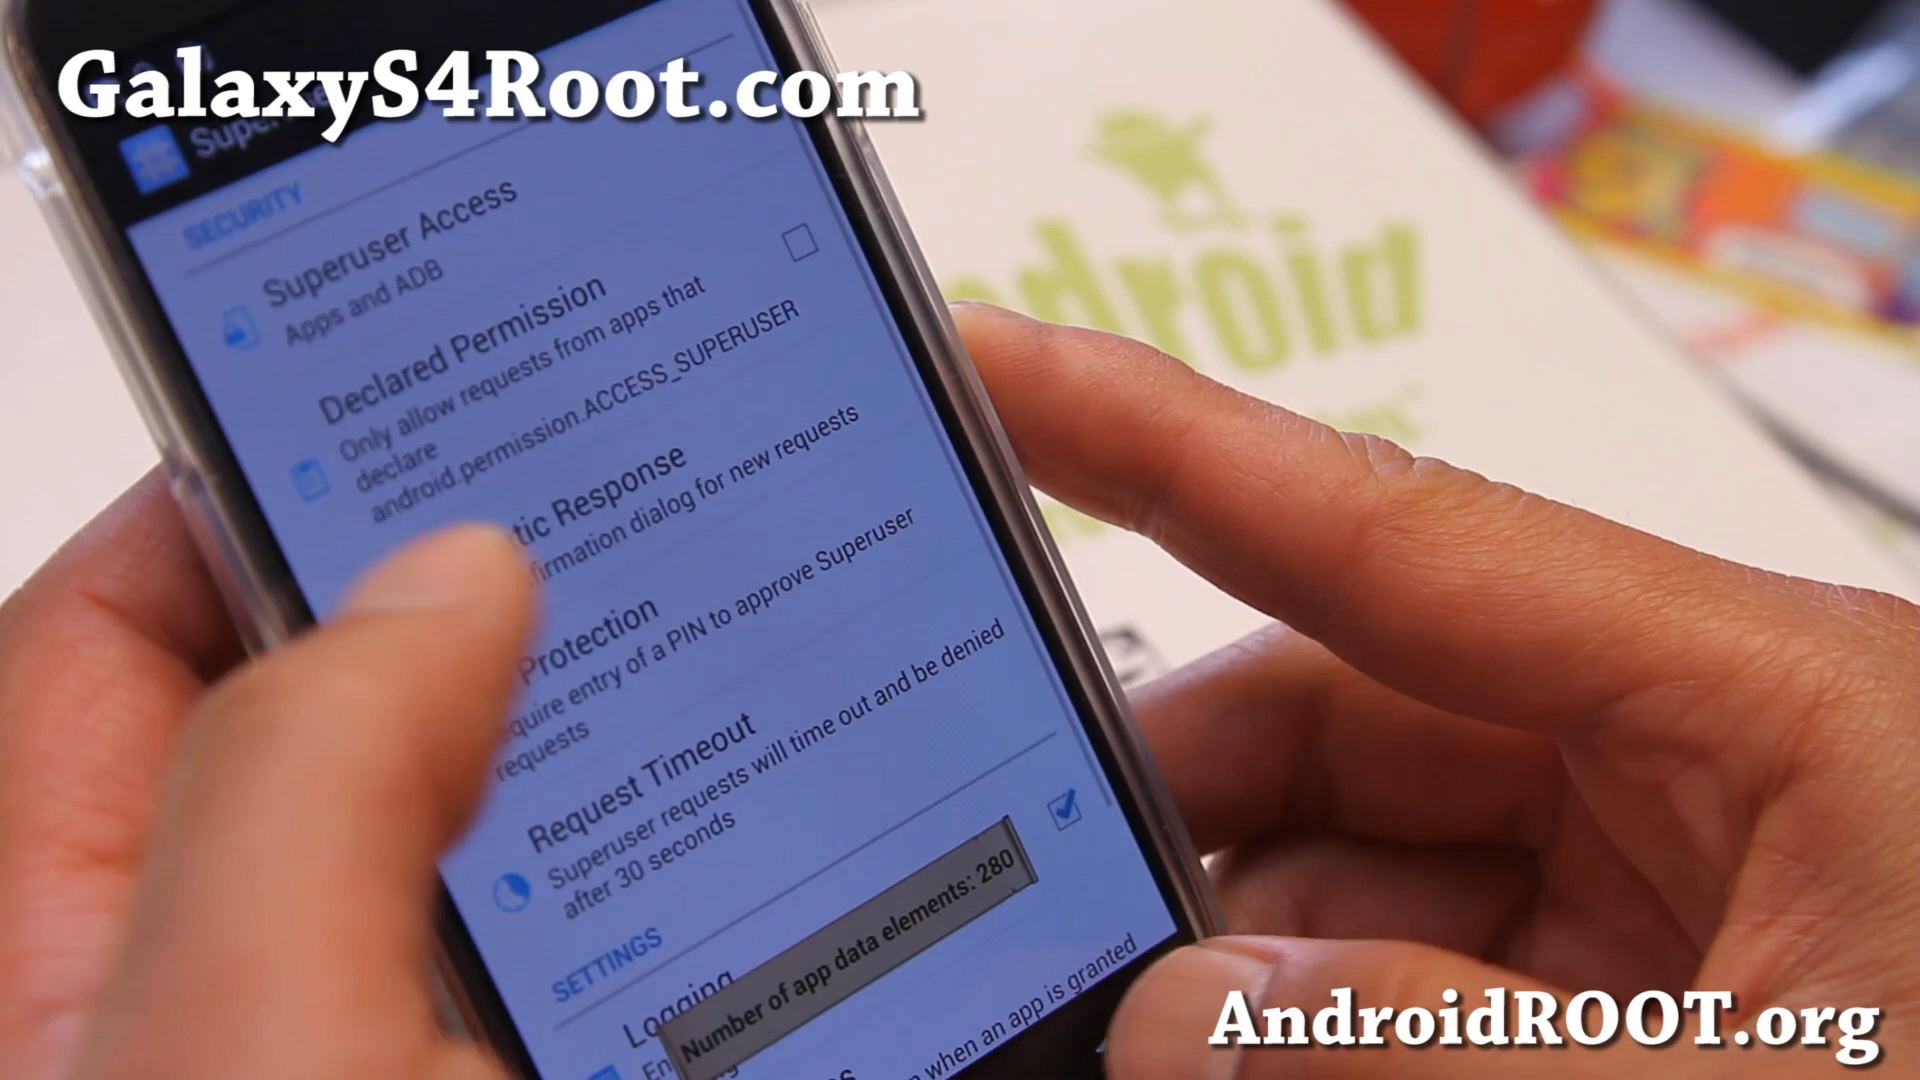 GalaxyS4Root.com
SECURITY
Superuser Access
Apps and ADB
Declared Permission
Only allow requests from apps that
declare
android.permission.ACCESS_SUPERUSER
tic Response
firmation dialog for new requests
Protection
quire entry of a PIN to approve Superuser
requests
Request Timeout
Superuser requests will time out and be denied
after 30 seconds
SETTINGS
Logging
Number of app data elements: 280
when an app is granted
AndroidROOT.org